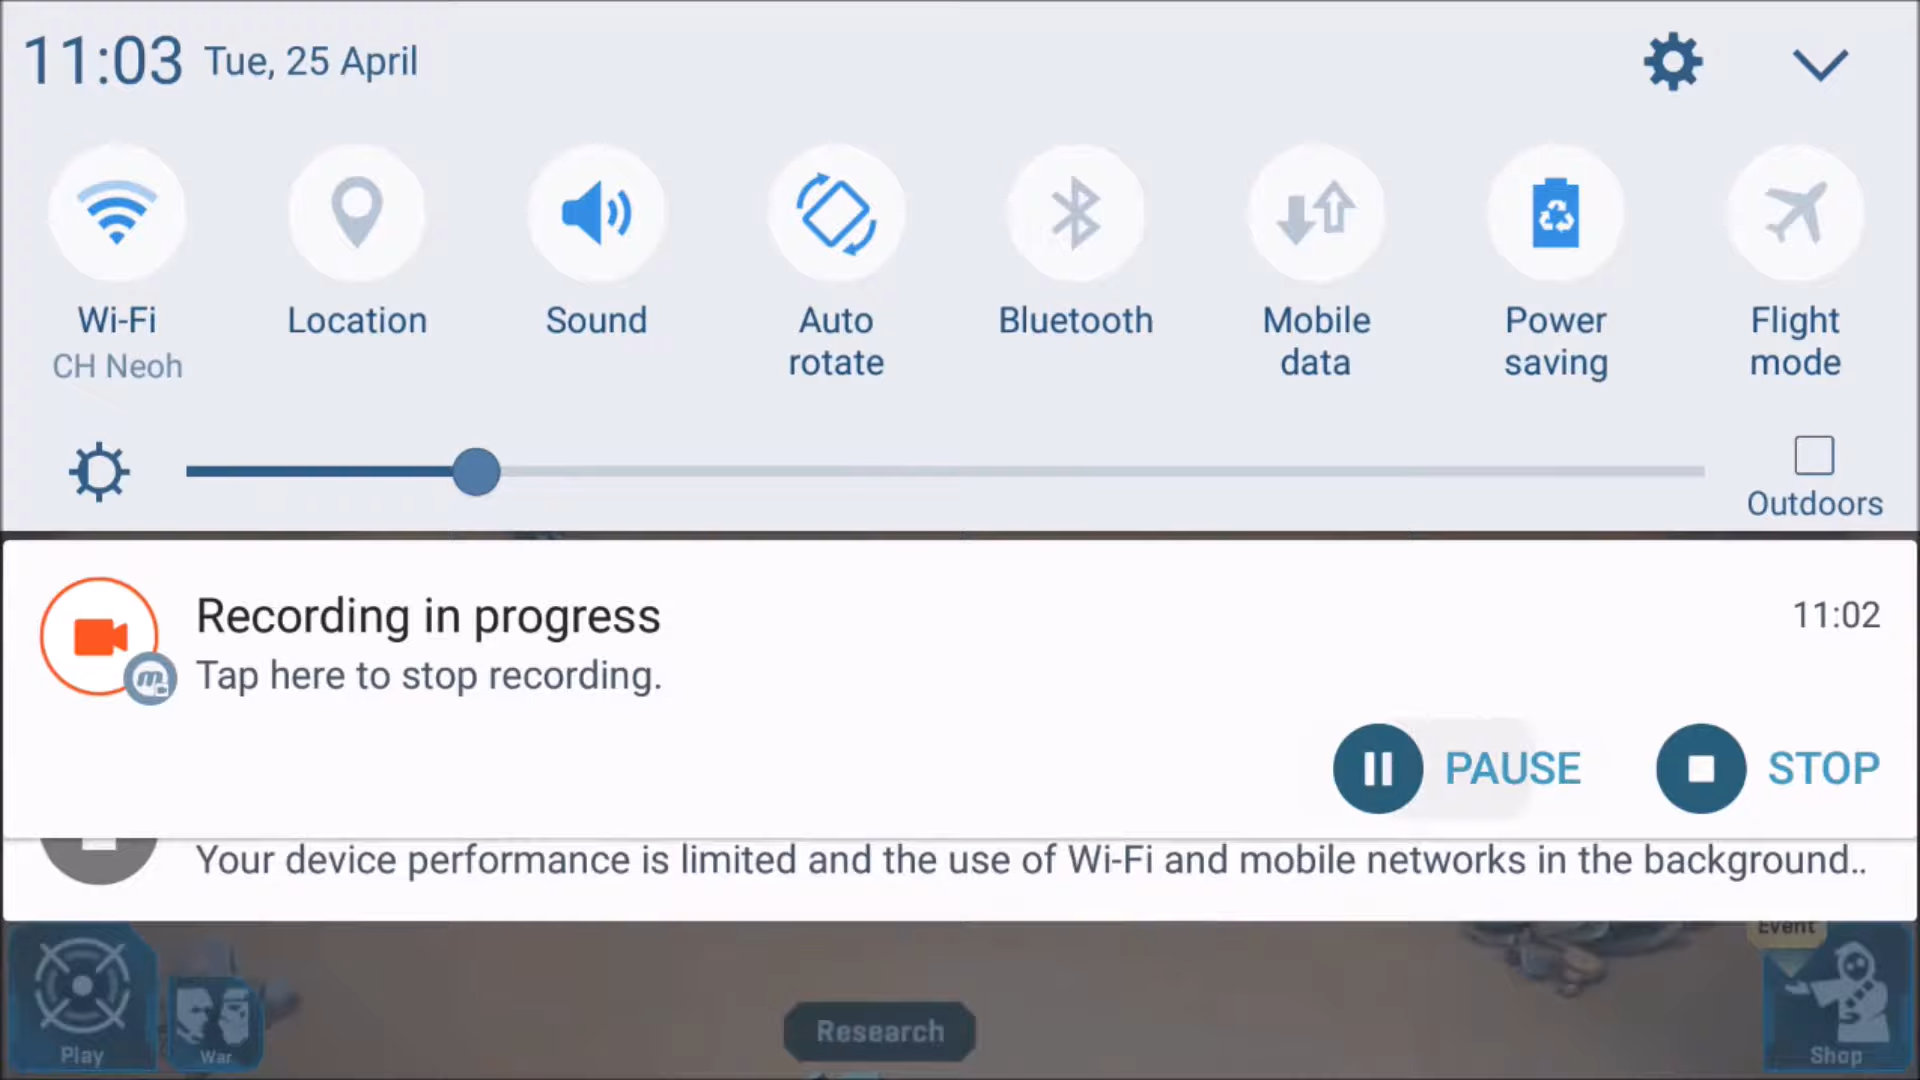 11:03 Tue, 25 April
Wi-Fi
CH Neoh
Location
Sound
Auto
rotate
Bluetooth
Mobile
data
Power
saving
Flight
mode
Outdoors
Recording in progress
11:02
Tap here to stop recording.
PAUSE
STOP
Your device performance is limited and the use of Wi-Fi and mobile networks in the background..
Event
Play
War
Research
Shop